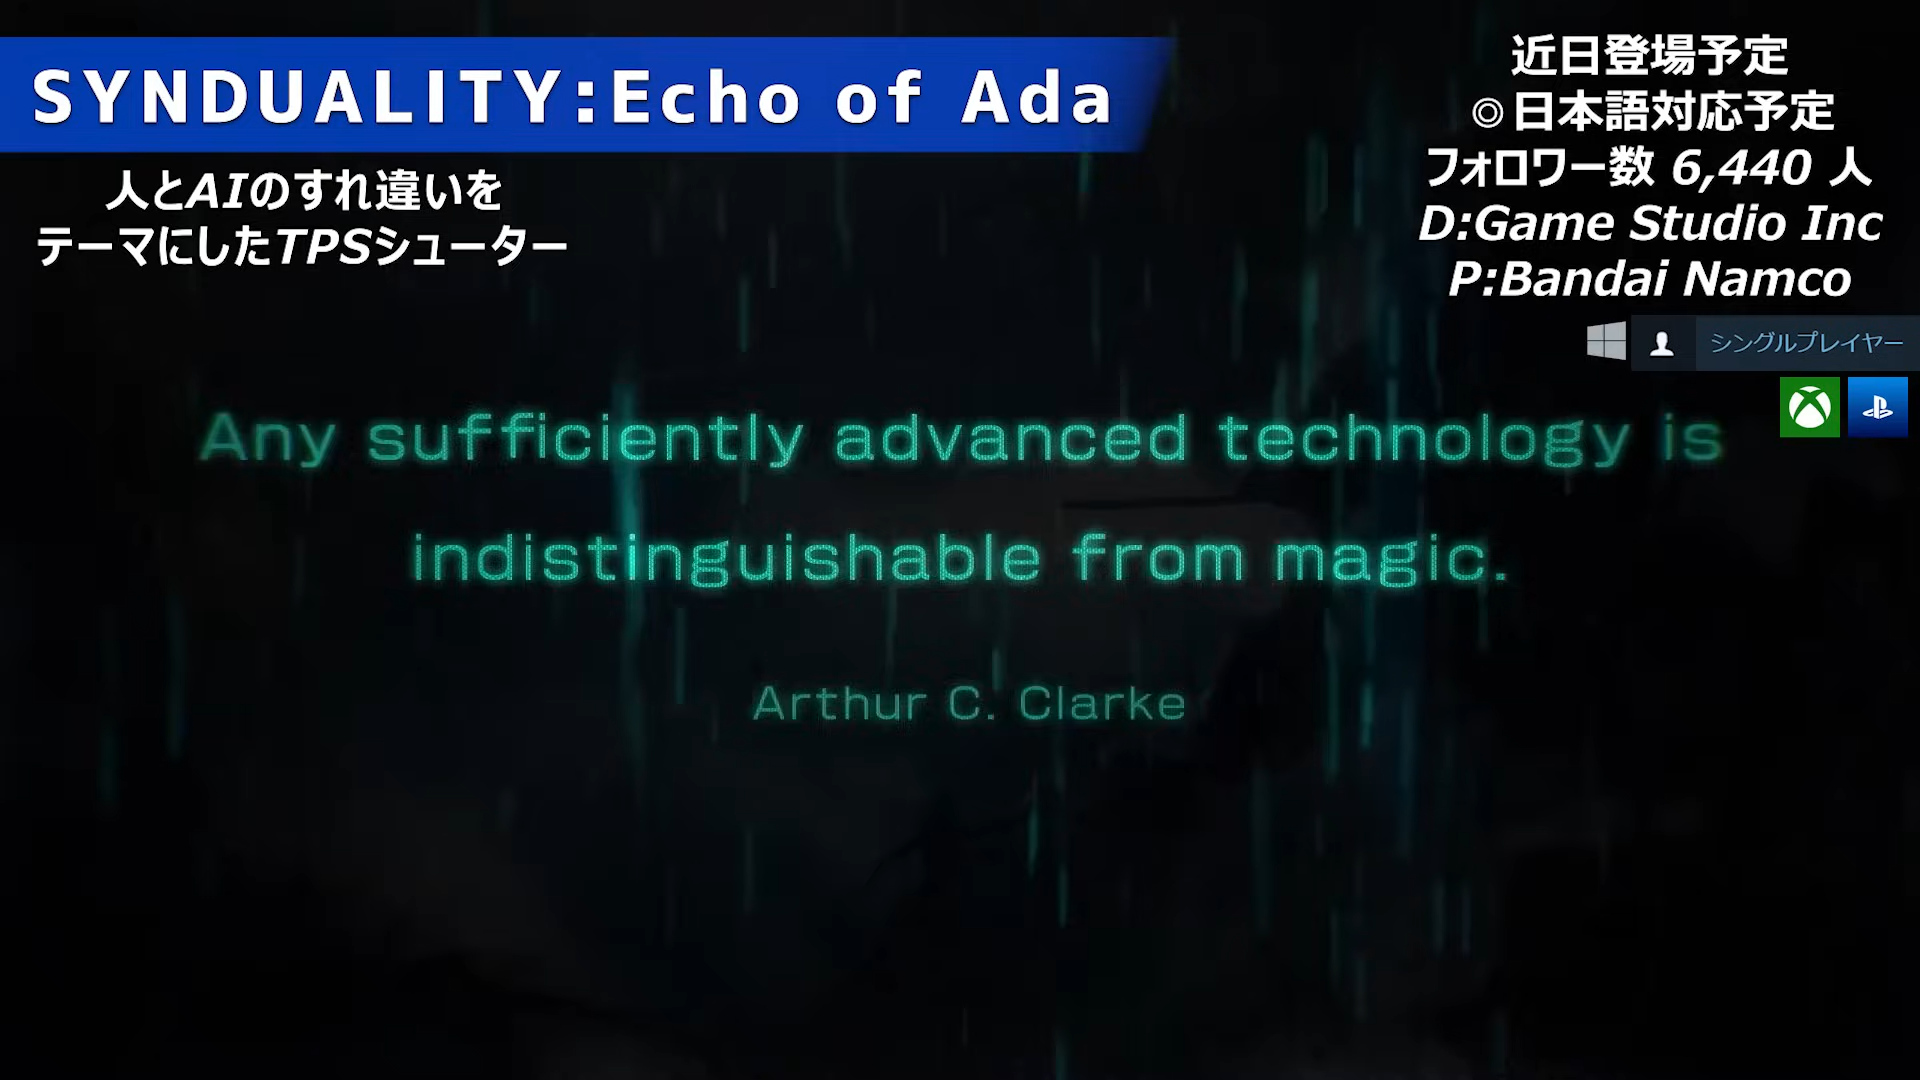 SYNDUALITY:Echo of Ada
人とAIのすれ違いを
テーマにしたTPSシューター
近日登場予定
◎日本語対応予定
フォロワー数 6,440 人
D:Game Studio Inc
P:Bandai Namco
シングルプレイヤー
Any sufficiently advanced technology is
indistinguishable from magic.
Arthur C. Clarke